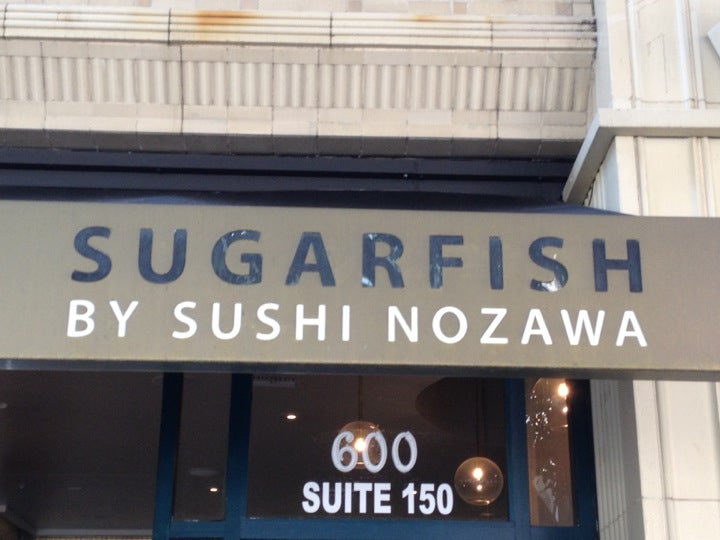 SUGARFISH
BY SUSHI NOZAWA
600
SUITE 150